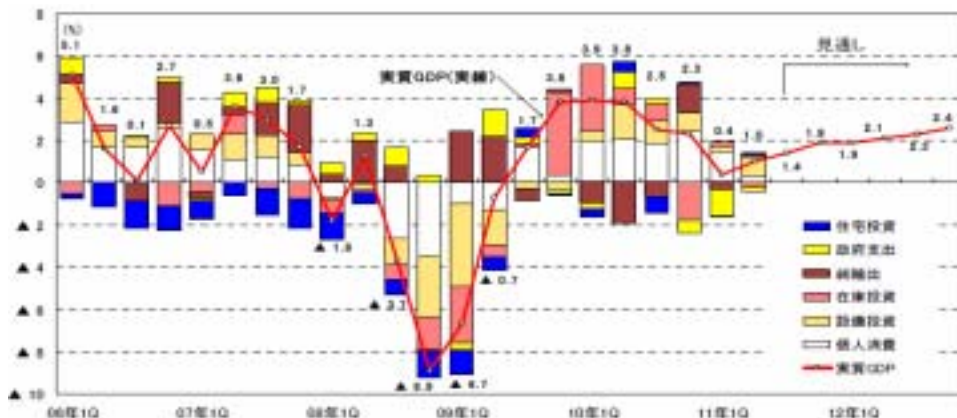 (%)
8
6
4
2
0
▲ 2
▲ 4
▲ 6
▲ 8
▲ 10
5.1
1.6
0.1
2.7
0.5
3.6
3.0
1.7
▲ 1.8
1.3
▲ 3.7
▲ 8.9
▲ 6.7
▲ 0.7
1.7
3.8
3.9
3.8
2.5
2.3
0.4
1.0
1.4
1.9
1.9
2.1
2.4
実質GDP(実績)
見通し
住宅投資
政府支出
純輸出
在庫投資
設備投資
個人消費
実質GDP
06年1Q
07年1Q
08年1Q
09年1Q
10年1Q
11年1Q
12年1Q